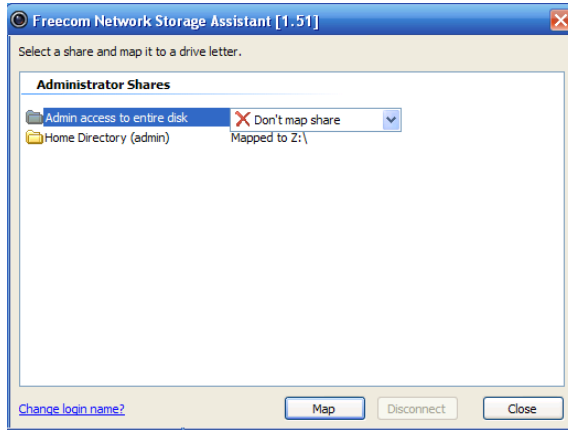 Freecom Network Storage Assistant [1.51]
Select a share and map it to a drive letter.
Administrator Shares
Admin access to entire disk Don't map share
Home Directory (admin) Mapped to Z:\
Change login name? Map Disconnect Close